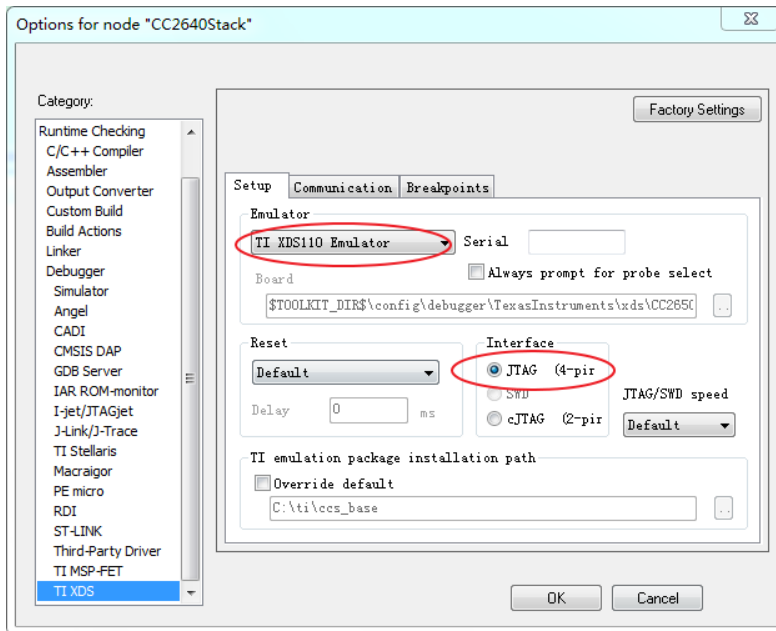 Options for node "CC2640Stack"
Category:
Factory Settings
Runtime Checking
C/C++ Compiler
Assembler
Output Converter
Custom Build
Build Actions
Linker
Debugger
Simulator
Angel
CADI
CMSIS DAP
GDB Server
IAR ROM-monitor
I-jet/JTAGjet
J-Link/J-Trace
TI Stellaris
Macraigor
PE micro
RDI
ST-LINK
Third-Party Driver
TI MSP-FET
TI XDS
Setup Communication Breakpoints
Emulator
TI XDS110 Emulator Serial
Always prompt for probe select
Board
$TOOLKIT_DIR$\config\debugger\TexasInstruments\xds\CC265
..
Reset
Default
Delay 0 ms
Interface
JTAG (4-pir
SWD
cJTAG (2-pir
JTAG/SWD speed
Default
TI emulation package installation path
Override default
C:\ti\ccs_base
..
OK Cancel